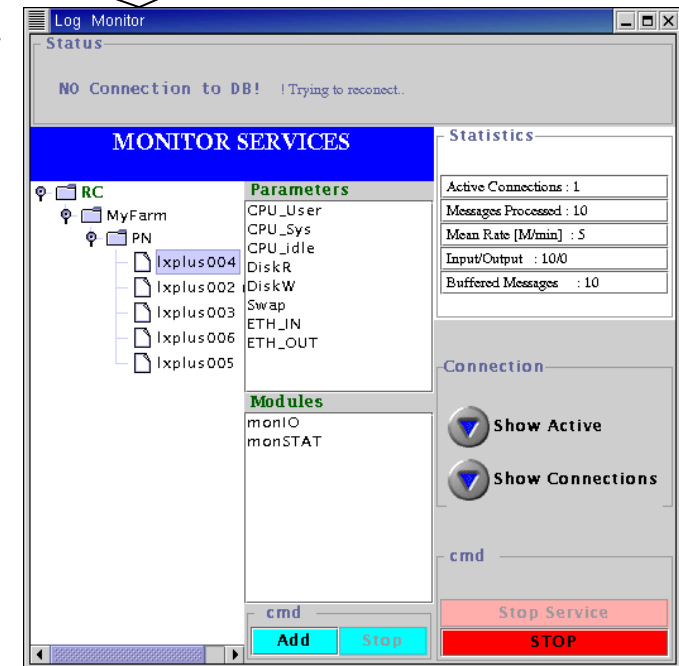 Log Monitor
Status
NO Connection to DB! ! Trying to reconect..
MONITOR SERVICES
RC
MyFarm
PN
lxplus004
lxplus002
lxplus003
lxplus006
lxplus005
Parameters
CPU_User
CPU_Sys
CPU_idle
DiskR
DiskW
Swap
ETH_IN
ETH_OUT
Modules
monIO
monSTAT
cmd
Add Stop
Statistics
Active Connections : 1
Messages Processed : 10
Mean Rate [M/min] : 5
Input/Output : 10/0
Buffered Messages : 10
Connection
Show Active
Show Connections
cmd
Stop Service
STOP